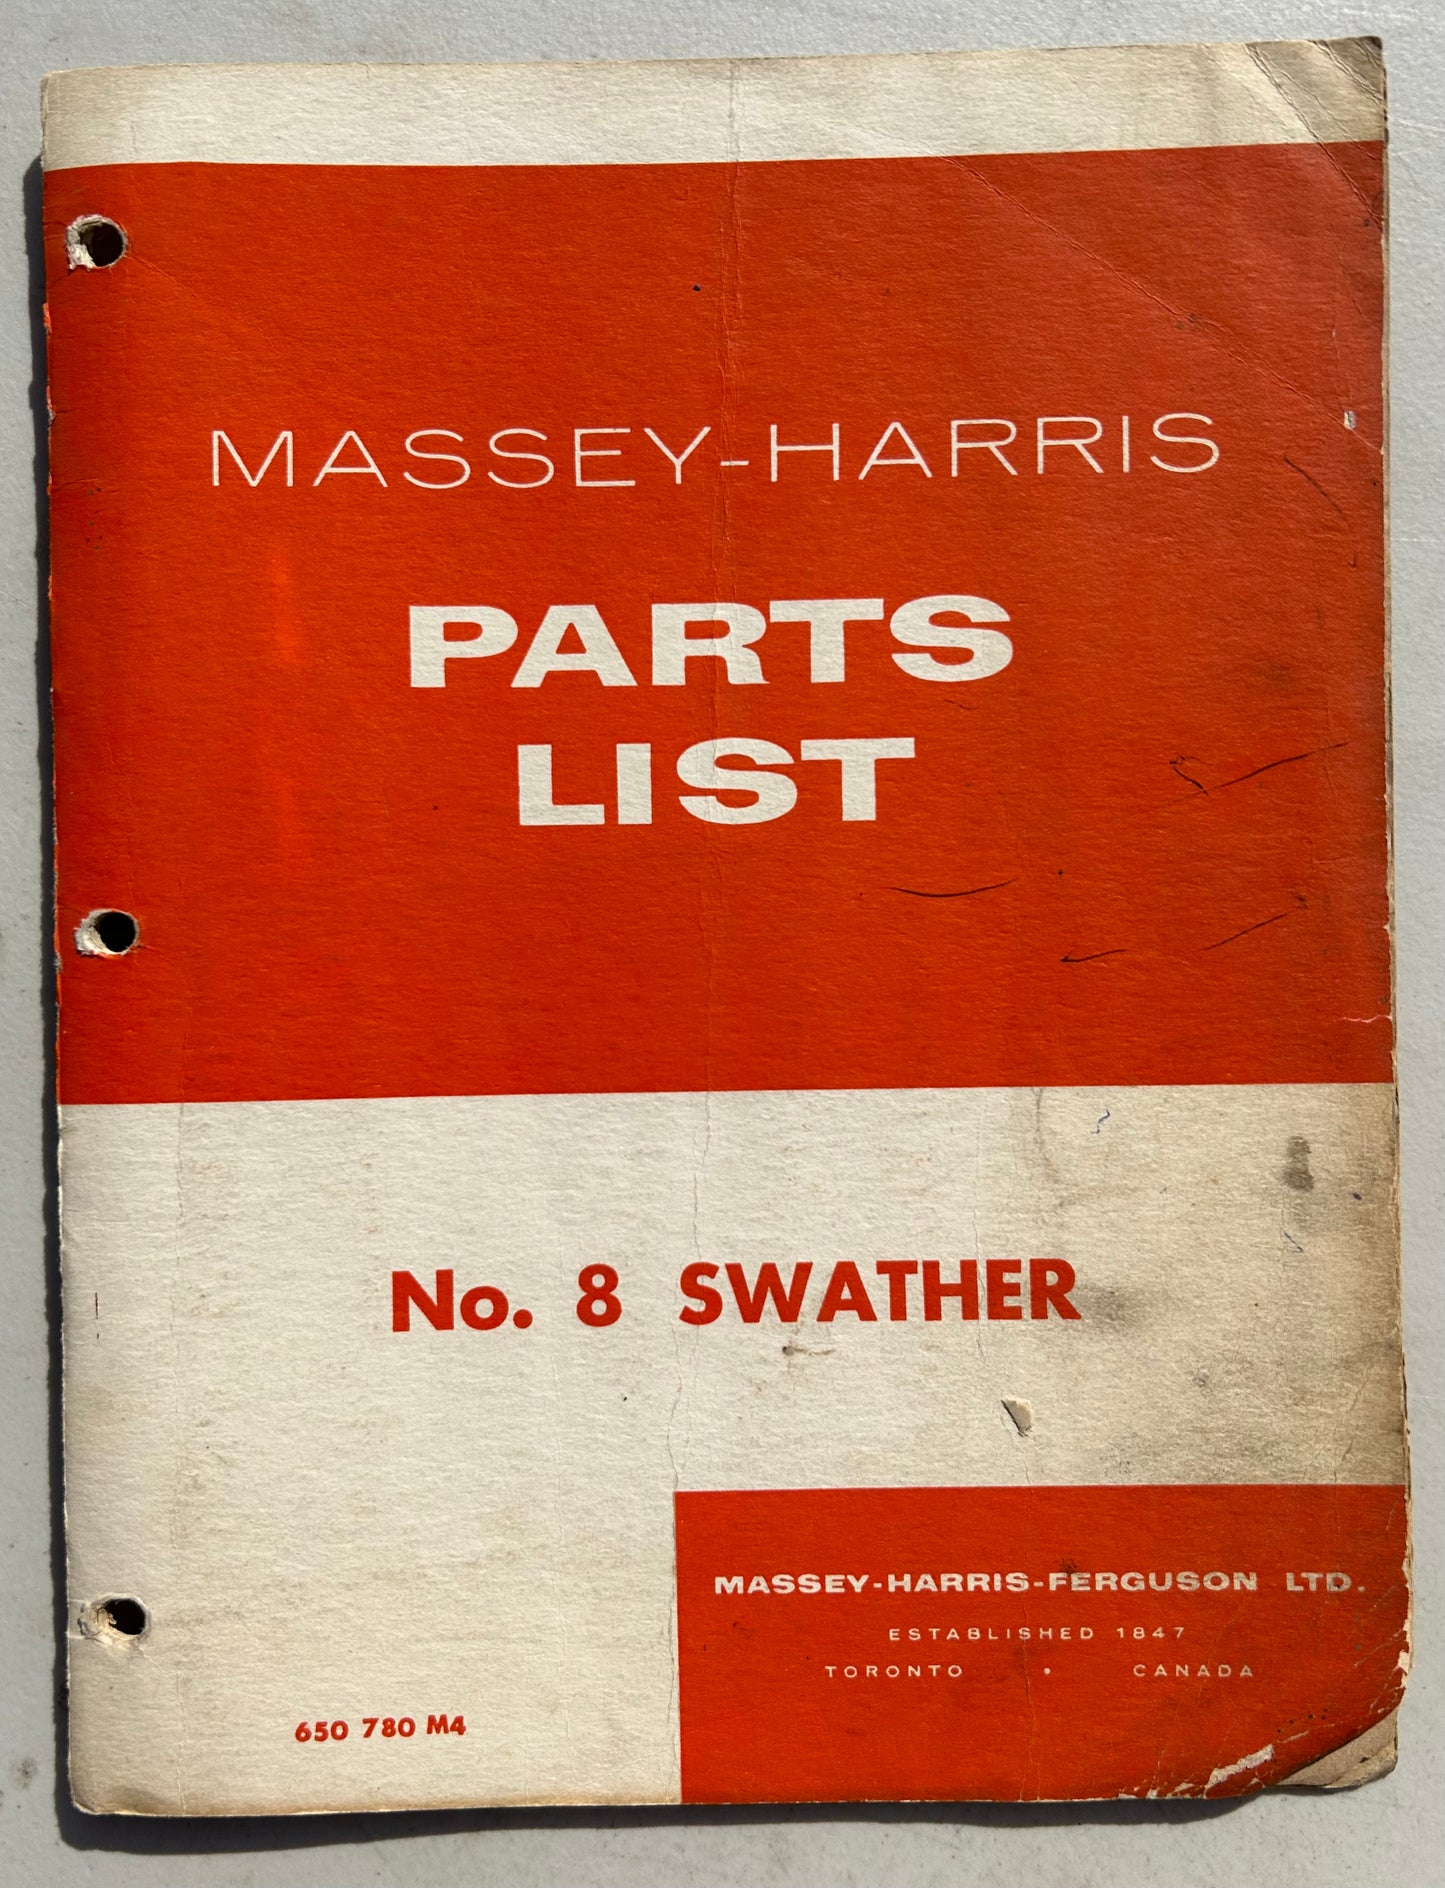 MASSEY-HARRIS
PARTS
LIST
No. 8 SWATHER
MASSEY-HARRIS-FERGUSON LTD.
ESTABLISHED 1847
TORONTO • CANADA
650 780 M4